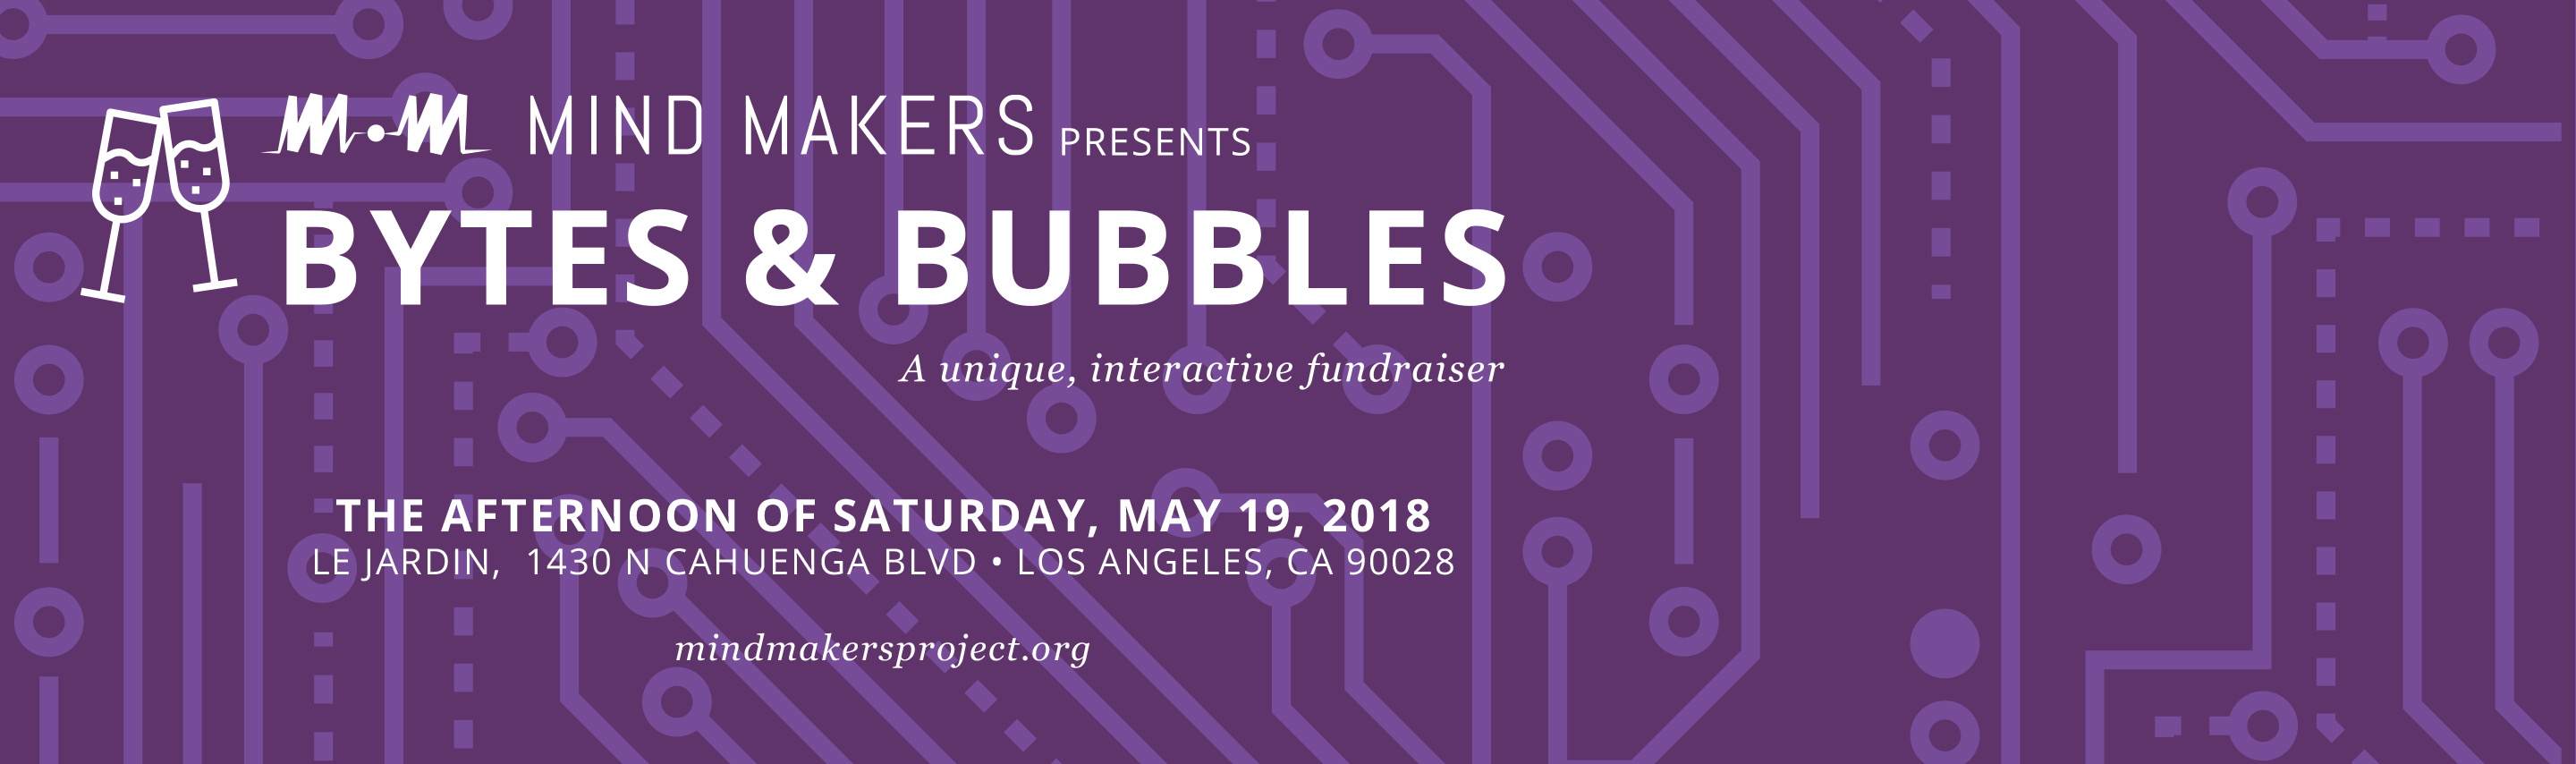 M•M MIND MAKERS PRESENTS
BYTES & BUBBLES
A unique, interactive fundraiser
THE AFTERNOON OF SATURDAY, MAY 19, 2018
LE JARDIN, 1430 N CAHUENGA BLVD • LOS ANGELES, CA 90028
mindmakersproject.org